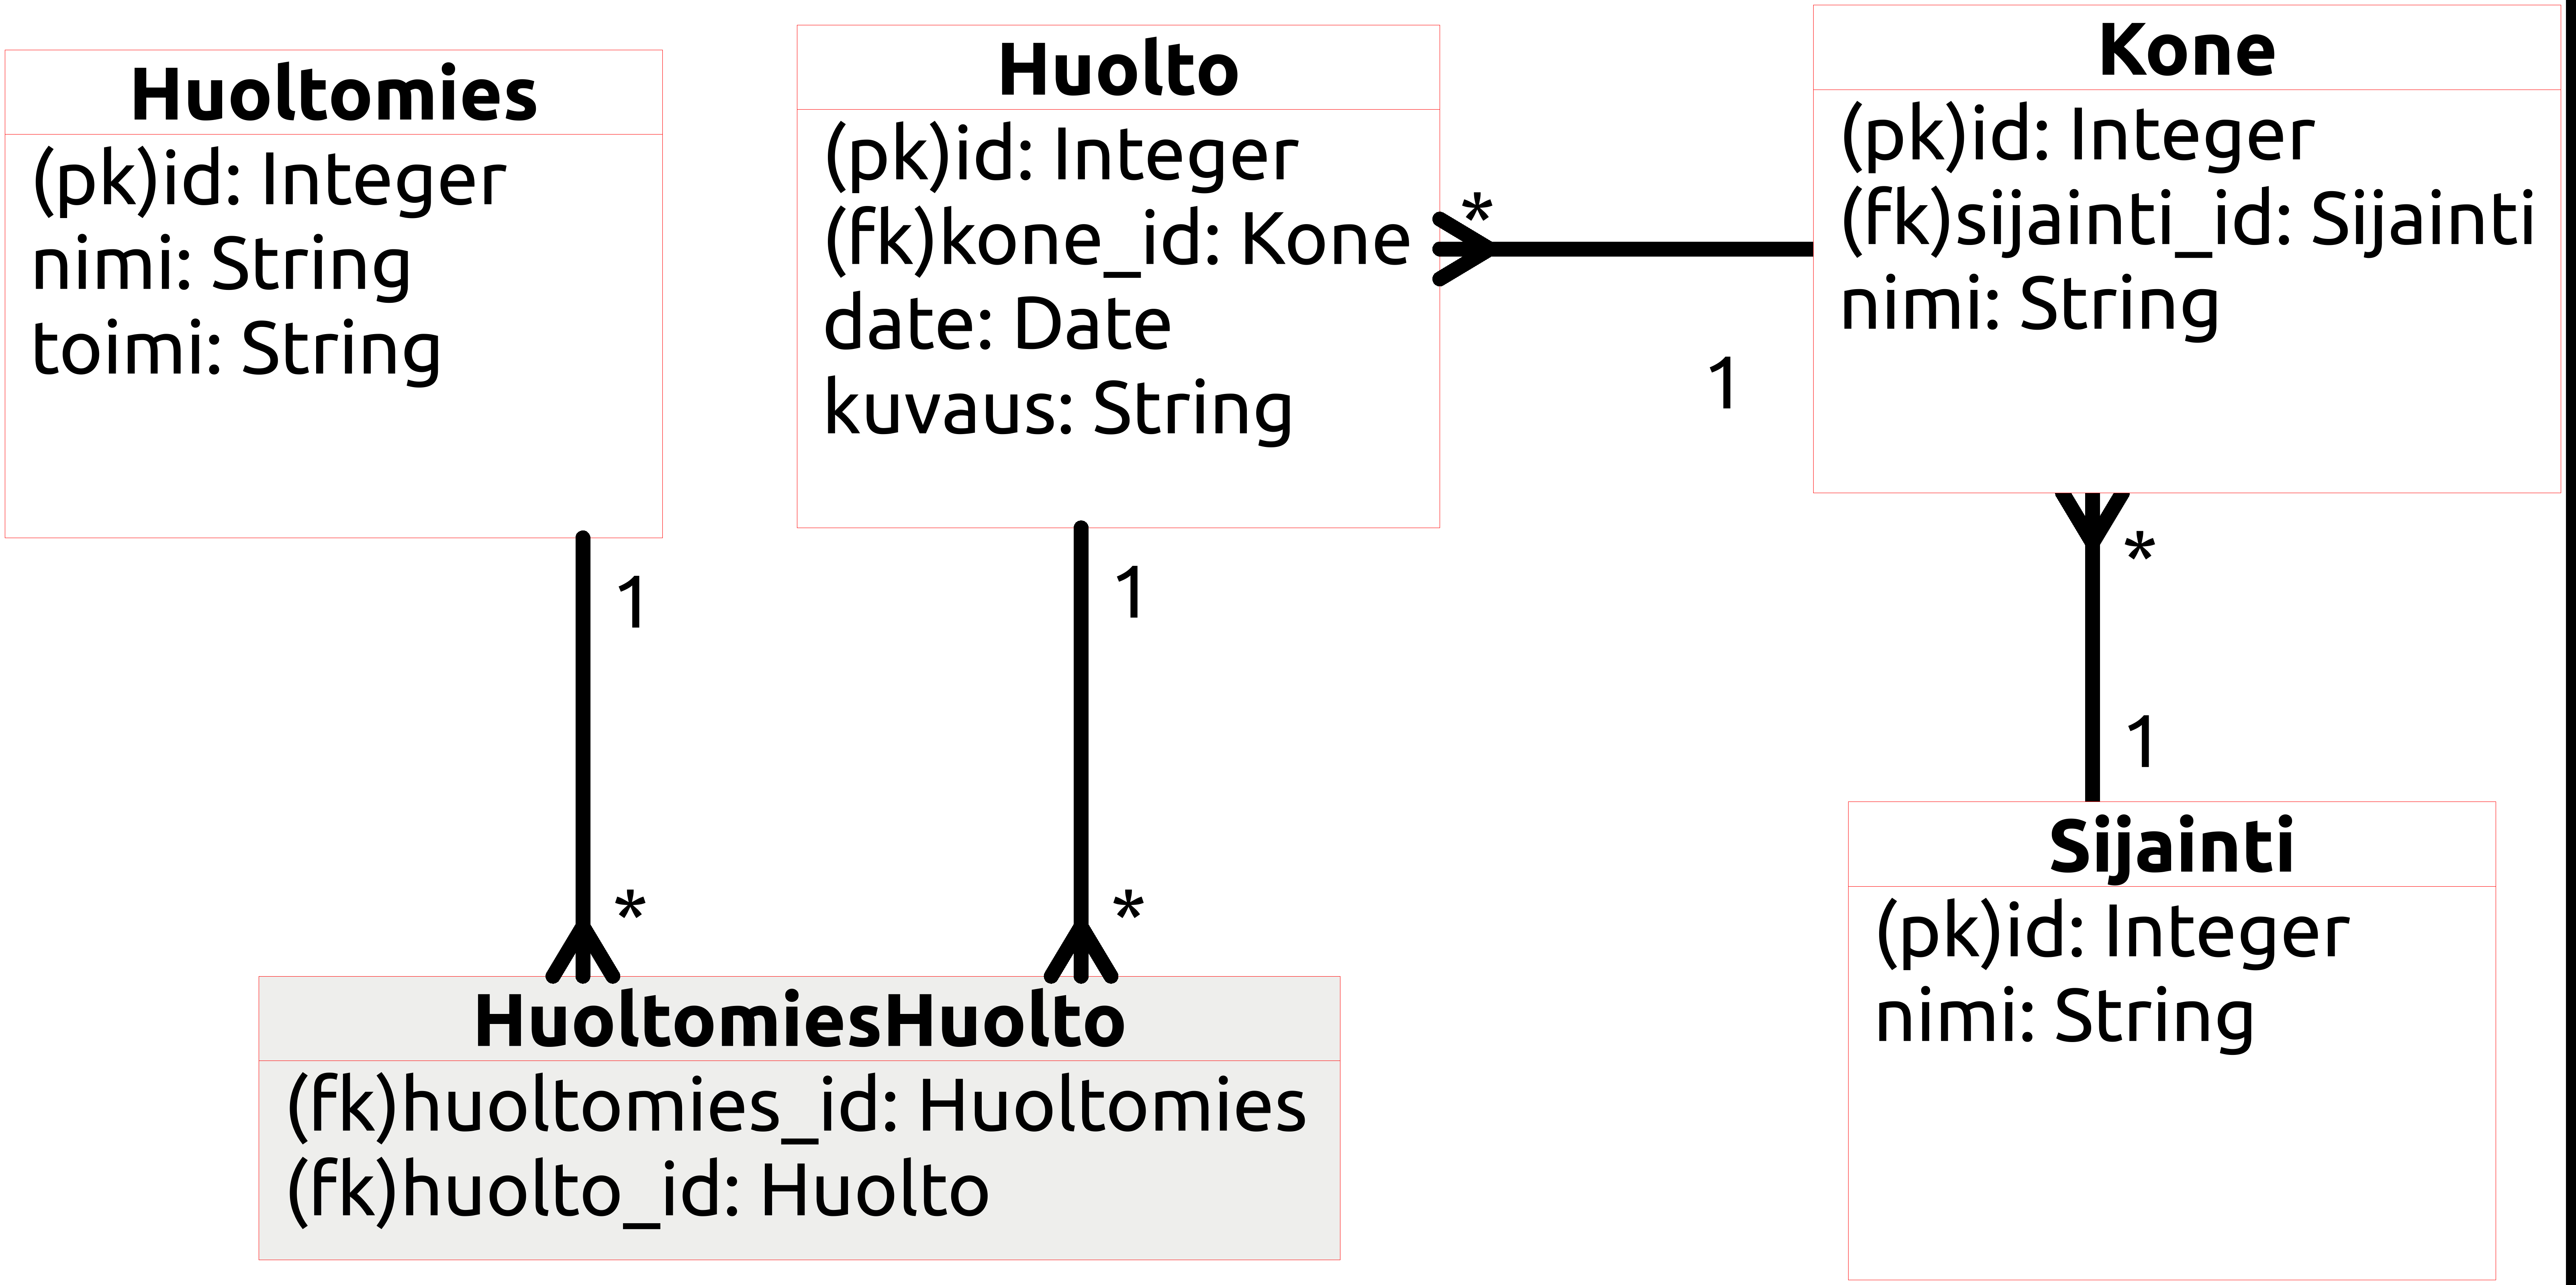 Huoltomies
(pk)id: Integer
nimi: String
toimi: String
Huolto
(pk)id: Integer
(fk)kone_id: Kone
date: Date
kuvaus: String
Kone
(pk)id: Integer
(fk)sijainti_id: Sijainti
nimi: String
*
1
1
*
1
*
*
1
HuoltomiesHuolto
(fk)huoltomies_id: Huoltomies
(fk)huolto_id: Huolto
Sijainti
(pk)id: Integer
nimi: String